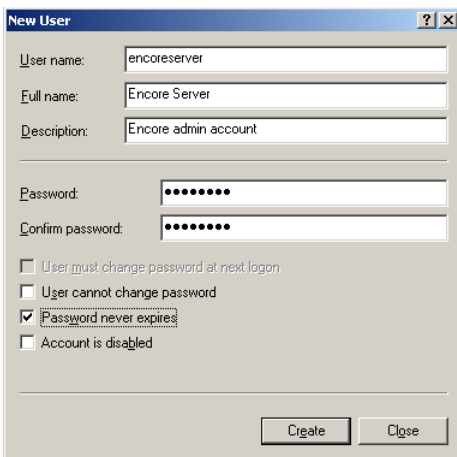 New User
User name: encoreserver
Full name: Encore Server
Description: Encore admin account
Password: ●●●●●●●●
Confirm password: ●●●●●●●●
User must change password at next logon
User cannot change password
Password never expires
Account is disabled
Create Close